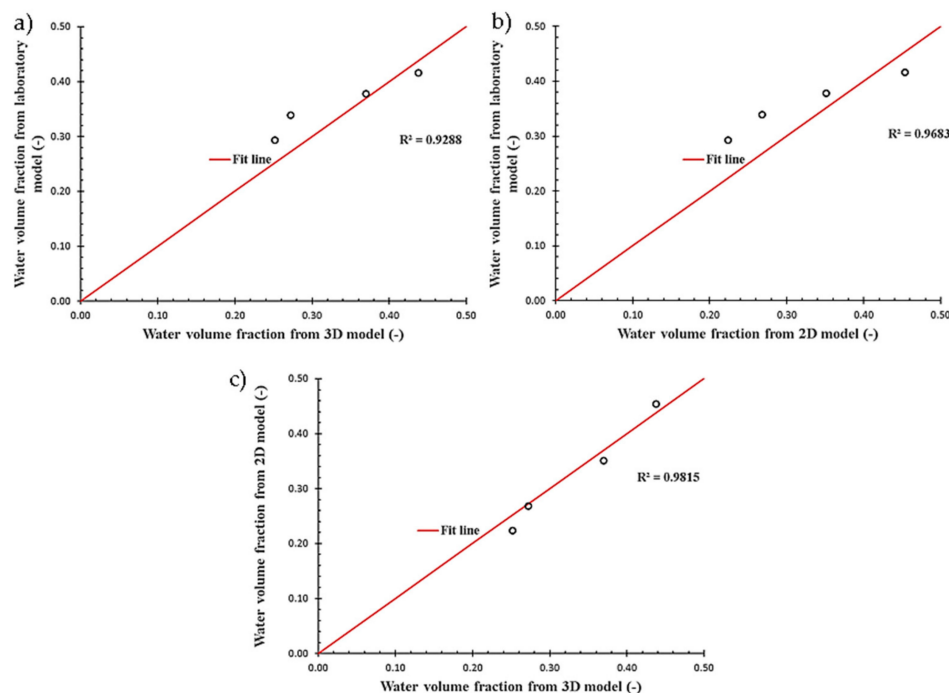 a)
Water volume fraction from laboratory
model (-)
0.50
0.40
0.30
0.20
0.10
0.00
R² = 0.9288
Fit line
0.00 0.10 0.20 0.30 0.40 0.50
Water volume fraction from 3D model (-)
b)
Water volume fraction from laboratory
model (-)
0.50
0.40
0.30
0.20
0.10
0.00
R² = 0.9683
Fit line
0.00 0.10 0.20 0.30 0.40 0.50
Water volume fraction from 2D model (-)
c)
Water volume fraction from 2D model (-)
0.50
0.40
0.30
0.20
0.10
0.00
R² = 0.9815
Fit line
0.00 0.10 0.20 0.30 0.40 0.50
Water volume fraction from 3D model (-)